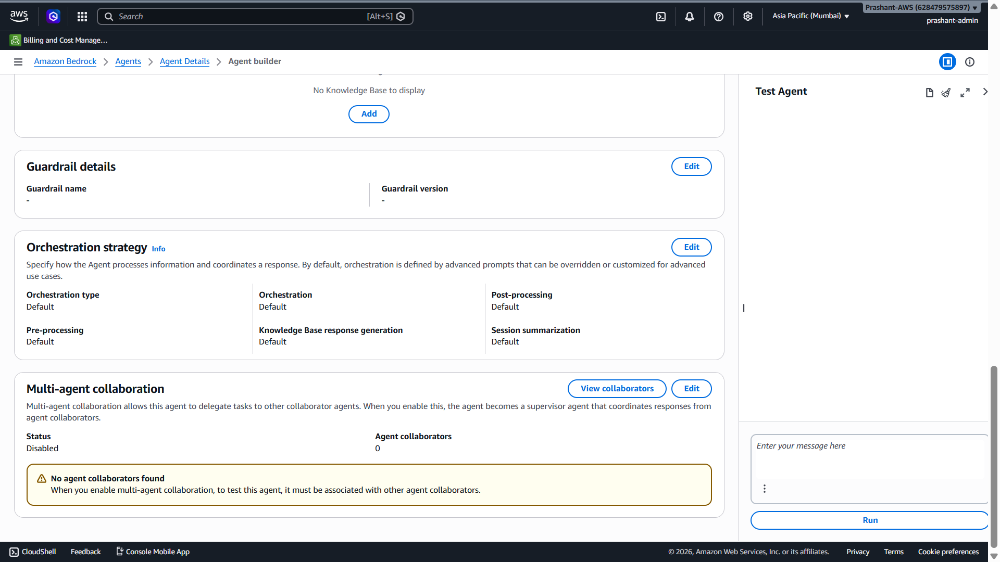 aws
Search
[Alt+S]
Asia Pacific (Mumbai)
Prashant-AWS (628479575897)
prashant-admin
Billing and Cost Manage...
Amazon Bedrock
Agents
Agent Details
Agent builder
No Knowledge Base to display
Add
Guardrail details
Edit
Guardrail name
-
Guardrail version
-
Orchestration strategy Info
Edit
Specify how the Agent processes information and coordinates a response. By default, orchestration is defined by advanced prompts that can be overridden or customized for advanced
use cases.
Orchestration type
Default
Orchestration
Default
Post-processing
Default
Pre-processing
Default
Knowledge Base response generation
Default
Session summarization
Default
Multi-agent collaboration
View collaborators
Edit
Multi-agent collaboration allows this agent to delegate tasks to other collaborator agents. When you enable this, the agent becomes a supervisor agent that coordinates responses from
agent collaborators.
Status
Disabled
Agent collaborators
0
No agent collaborators found
When you enable multi-agent collaboration, to test this agent, it must be associated with other agent collaborators.
Test Agent
Enter your message here
Run
CloudShell
Feedback
Console Mobile App
© 2026, Amazon Web Services, Inc. or its affiliates.
Privacy
Terms
Cookie preferences